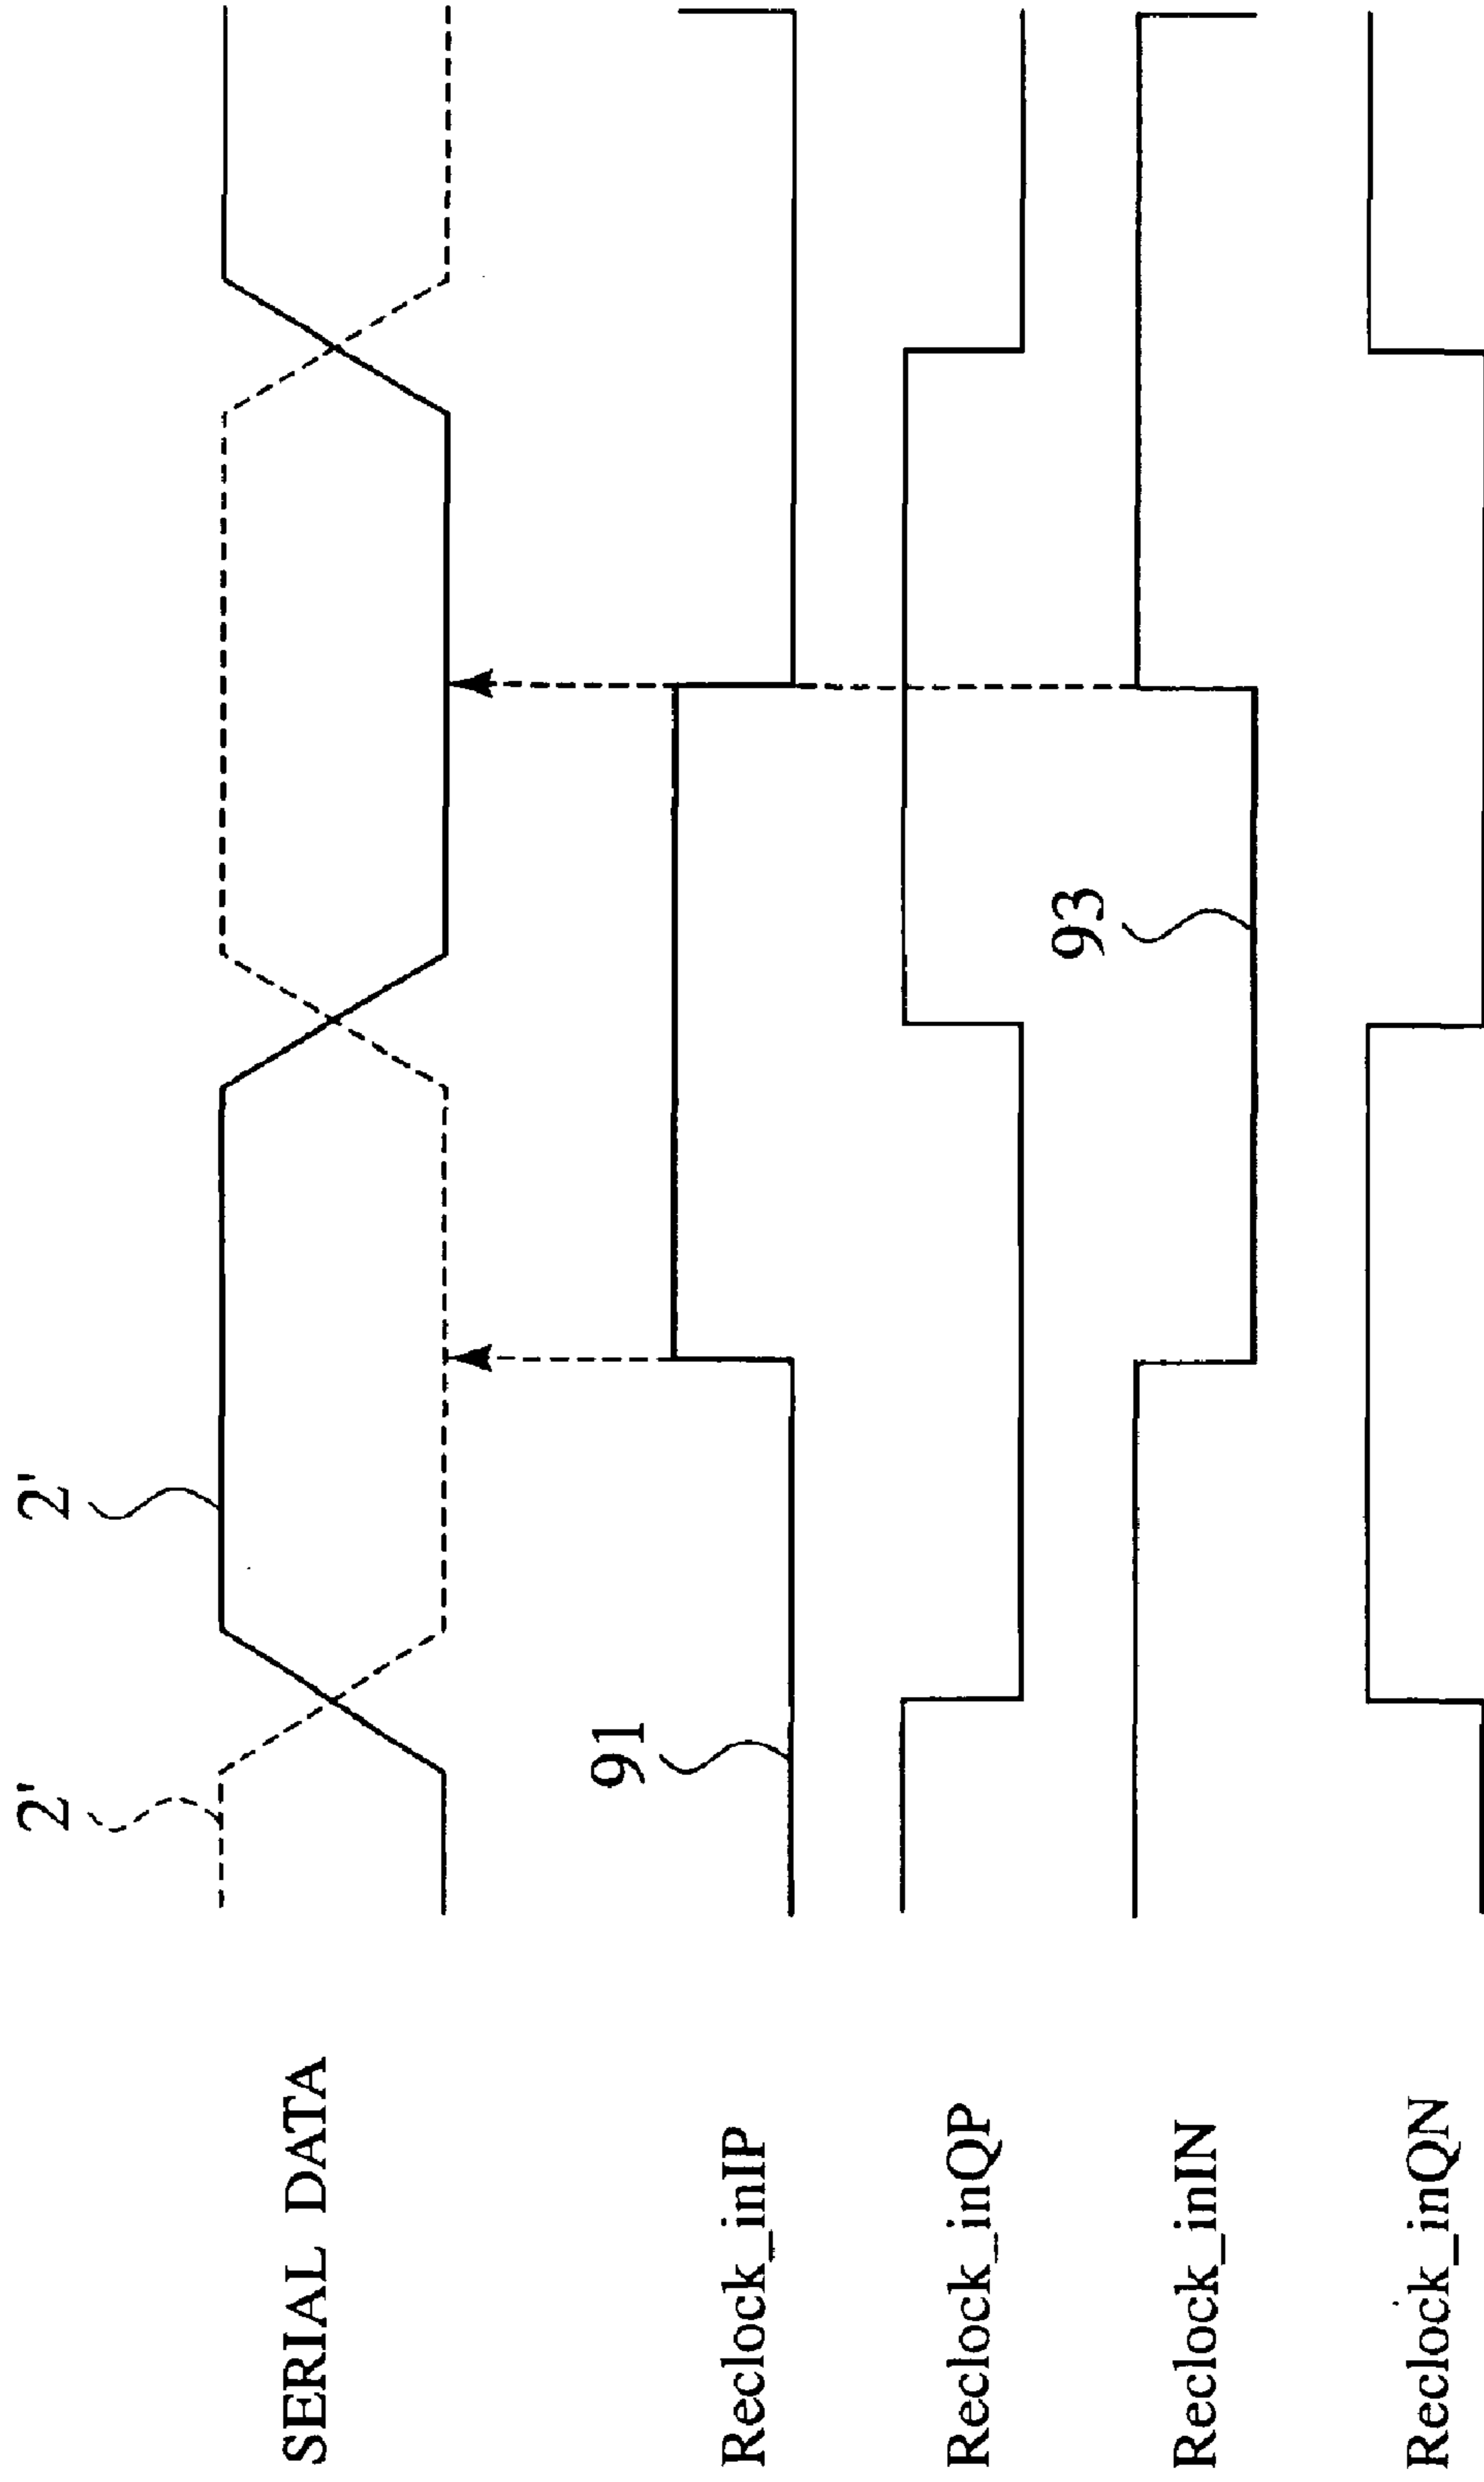 2' 2'
SERIAL DATA
91
Reclock_inIP
Reclock_inQP
93
Reclock_inIN
Reclock_inQN